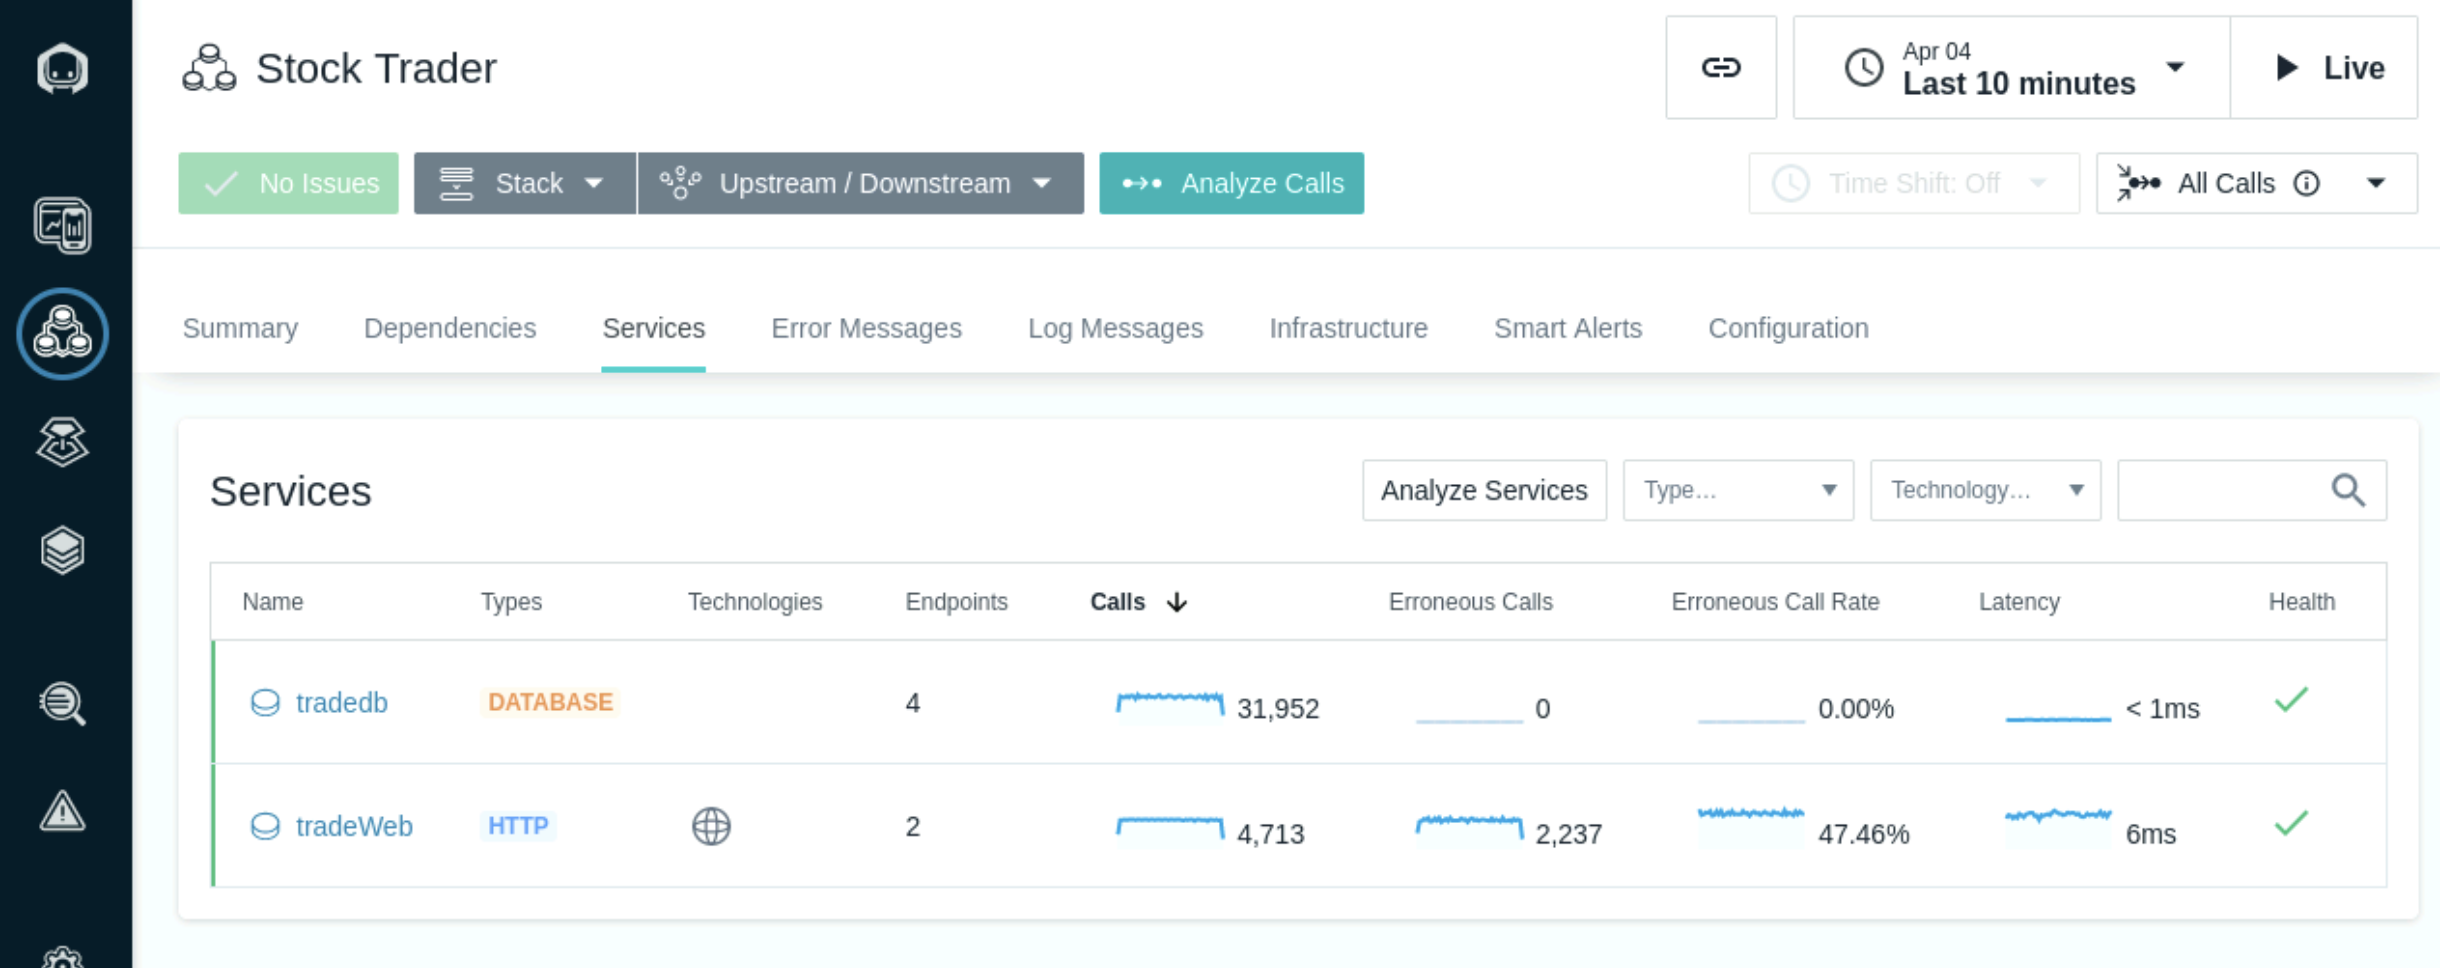 Stock Trader
Apr 04
Last 10 minutes
Live
No Issues
Stack
Upstream / Downstream
Analyze Calls
Time Shift: Off
All Calls
Summary
Dependencies
Services
Error Messages
Log Messages
Infrastructure
Smart Alerts
Configuration
Services
Analyze Services
Type...
Technology...
Name Types Technologies Endpoints Calls Erroneous Calls Erroneous Call Rate Latency Health
tradedb DATABASE 4 31,952 0 0.00% < 1ms
tradeWeb HTTP 2 4,713 2,237 47.46% 6ms